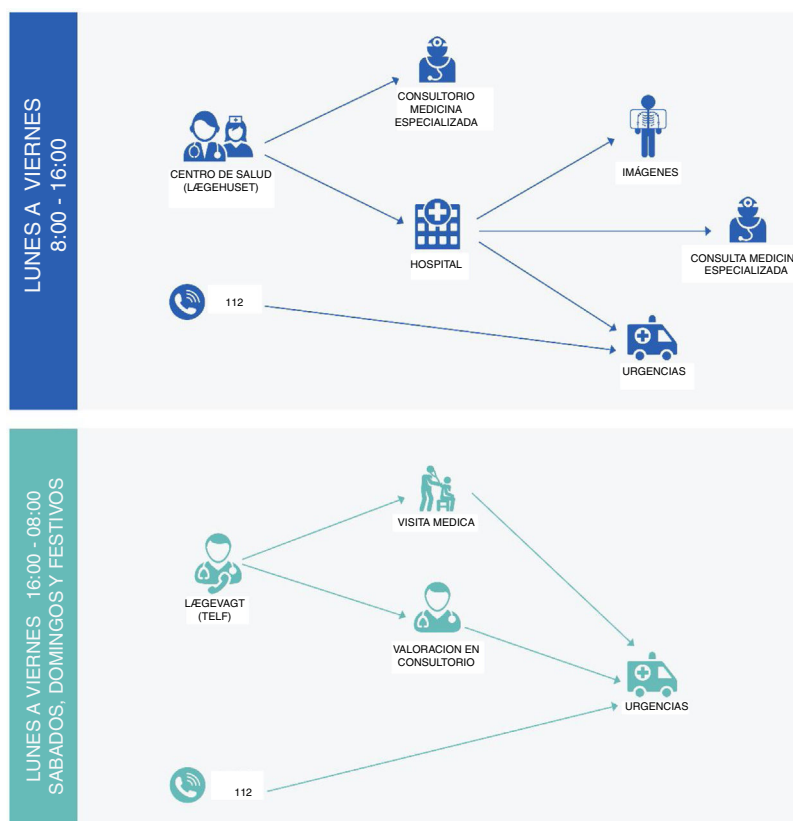 LUNES A VIERNES
8:00 - 16:00
CONSULTORIO
MEDICINA
ESPECIALIZADA
CENTRO DE SALUD
(LÆGEHUSET)
IMÁGENES
HOSPITAL
CONSULTA MEDICIN
ESPECIALIZADA
112
URGENCIAS
LUNES A VIERNES 16:00 - 08:00
SABADOS, DOMINGOS Y FESTIVOS
VISITA MEDICA
LÆGEVAGT
(TELF)
VALORACION EN
CONSULTORIO
URGENCIAS
112